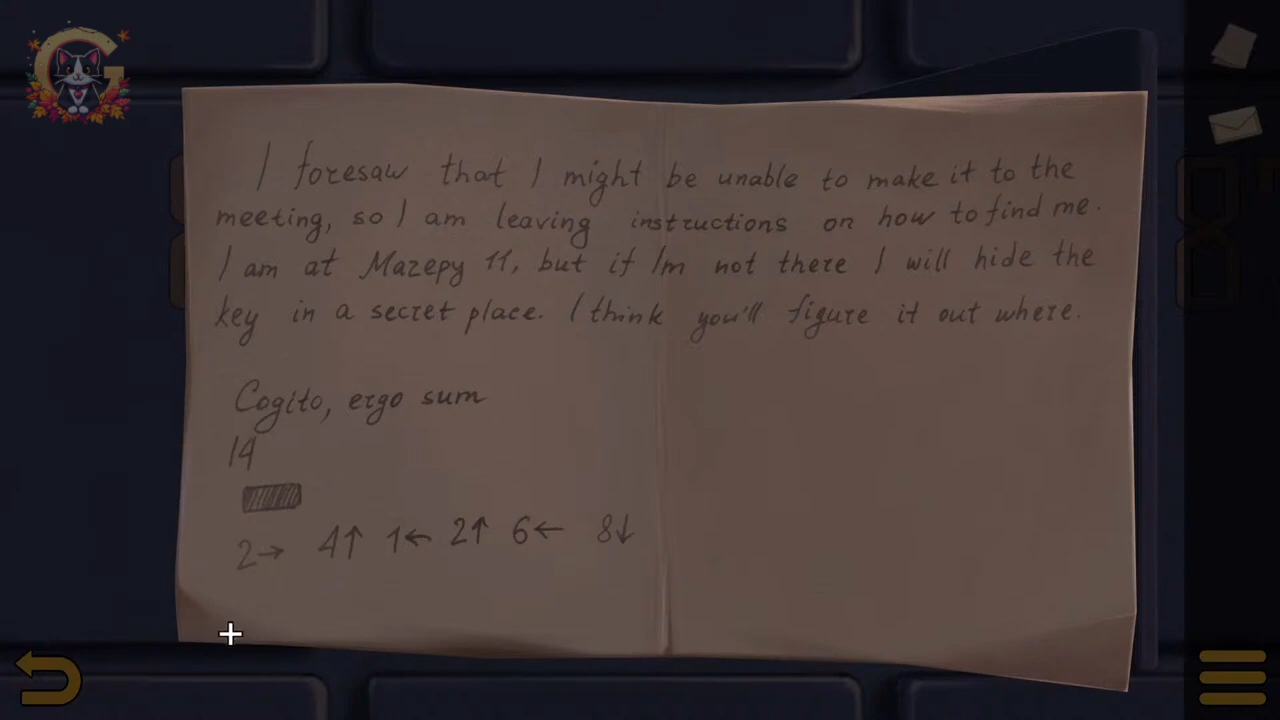 I foresaw that I might be unable to make it to the
meeting, so I am leaving instructions on how to find me.
I am at Mazepy 11, but if I'm not there I will hide the
key in a secret place. I think you'll figure it out where.
Cogito, ergo sum
14
2→ 4↑ 1← 2↑ 6← 8↓
G